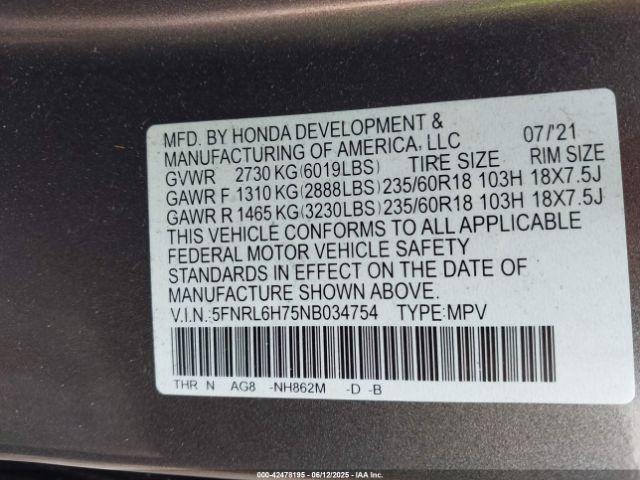 MFD. BY HONDA DEVELOPMENT &
MANUFACTURING OF AMERICA, LLC 07/'21
GVWR 2730 KG(6019LBS) TIRE SIZE RIM SIZE
GAWR F 1310 KG(2888LBS)235/60R18 103H 18X7.5J
GAWR R 1465 KG(3230LBS)235/60R18 103H 18X7.5J
THIS VEHICLE CONFORMS TO ALL APPLICABLE
FEDERAL MOTOR VEHICLE SAFETY
STANDARDS IN EFFECT ON THE DATE OF
MANUFACTURE SHOWN ABOVE.
V.I.N.:5FNRL6H75NB034754 TYPE:MPV
THR N AG8 -NH862M -D -B
000-42478195 - 06/12/2025 - IAA Inc.